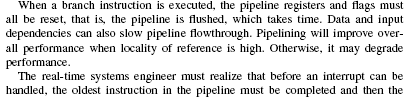 When a branch instruction is executed, the pipeline registers and flags must
all be reset, that is, the pipeline is flushed, which takes time. Data and input
dependencies can also slow pipeline flowthrough. Pipelining will improve over-
all performance when locality of reference is high. Otherwise, it may degrade
performance.
The real-time systems engineer must realize that before an interrupt can be
handled, the oldest instruction in the pipeline must be completed and then the